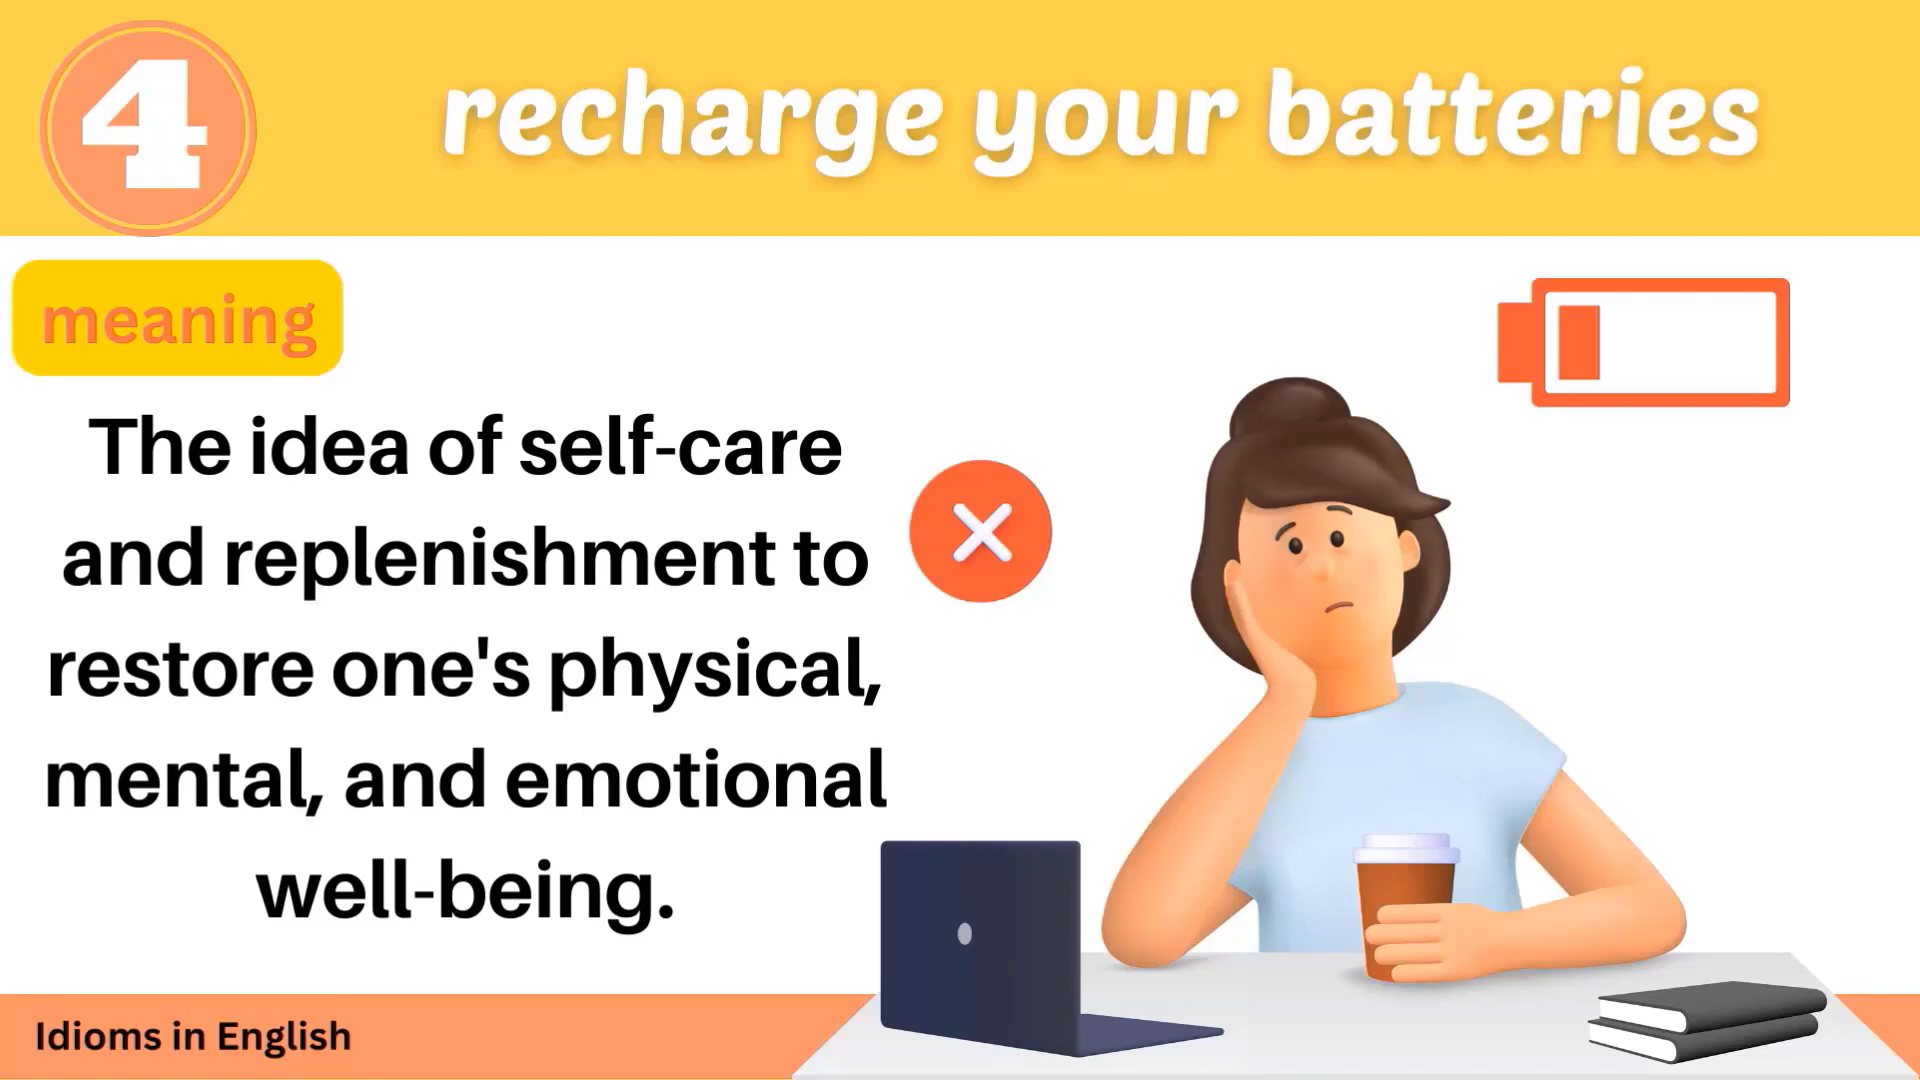 4
recharge your batteries
meaning
The idea of self-care
and replenishment to
restore one's physical,
mental, and emotional
well-being.
Idioms in English